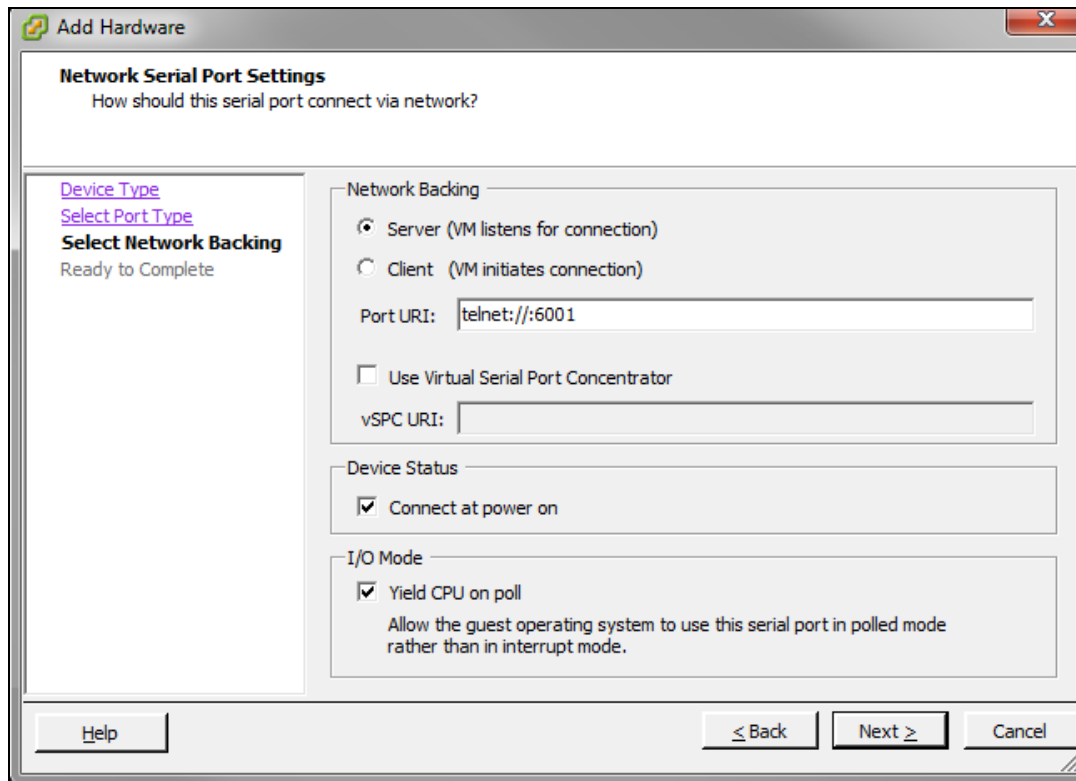 Add Hardware
X
Network Serial Port Settings
How should this serial port connect via network?
Device Type
Select Port Type
Select Network Backing
Ready to Complete
Network Backing
Server (VM listens for connection)
Client (VM initiates connection)
Port URI: telnet://:6001
Use Virtual Serial Port Concentrator
vSPC URI:
Device Status
Connect at power on
I/O Mode
Yield CPU on poll
Allow the guest operating system to use this serial port in polled mode
rather than in interrupt mode.
Help
< Back
Next >
Cancel